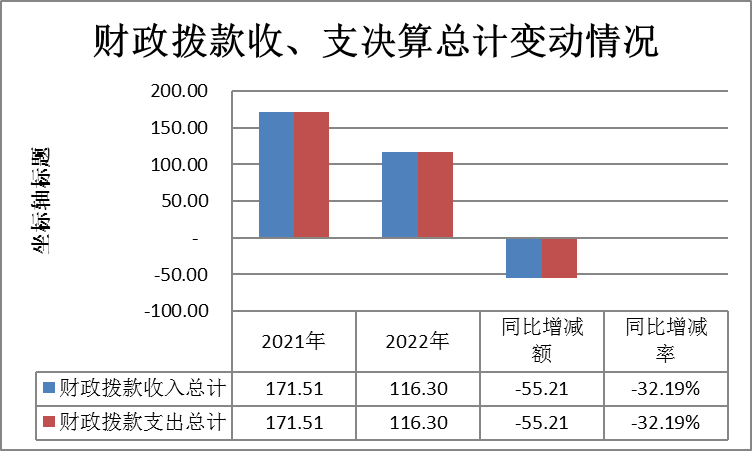 财政拨款收、支决算总计变动情况
坐标轴标题
200.00
150.00
100.00
50.00
-
-50.00
-100.00
2021年 2022年 同比增减额 同比增减率
财政拨款收入总计 171.51 116.30 -55.21 -32.19%
财政拨款支出总计 171.51 116.30 -55.21 -32.19%